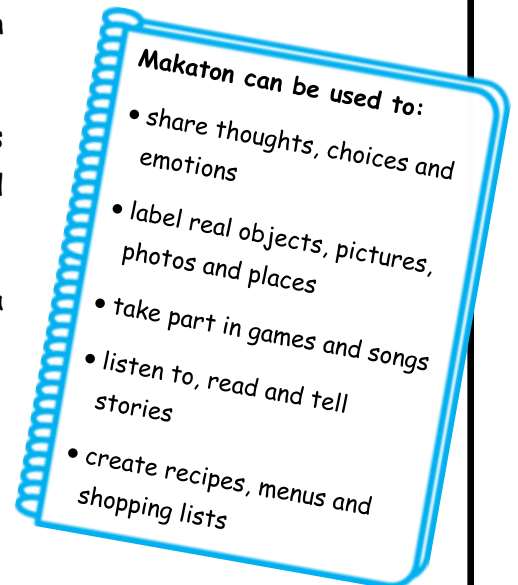 Makaton can be used to:
• share thoughts, choices and
emotions
• label real objects, pictures,
photos and places
• take part in games and songs
• listen to, read and tell
stories
• create recipes, menus and
shopping lists